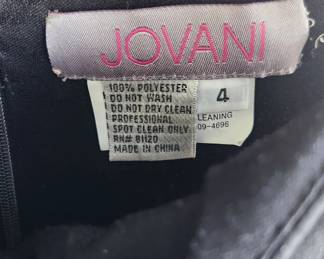 JOVANI
100% POLYESTER
DO NOT WASH
DO NOT DRY CLEAN
PROFESSIONAL
SPOT CLEAN ONLY
RN# 81120
MADE IN CHINA
4
LEANING
09-4696